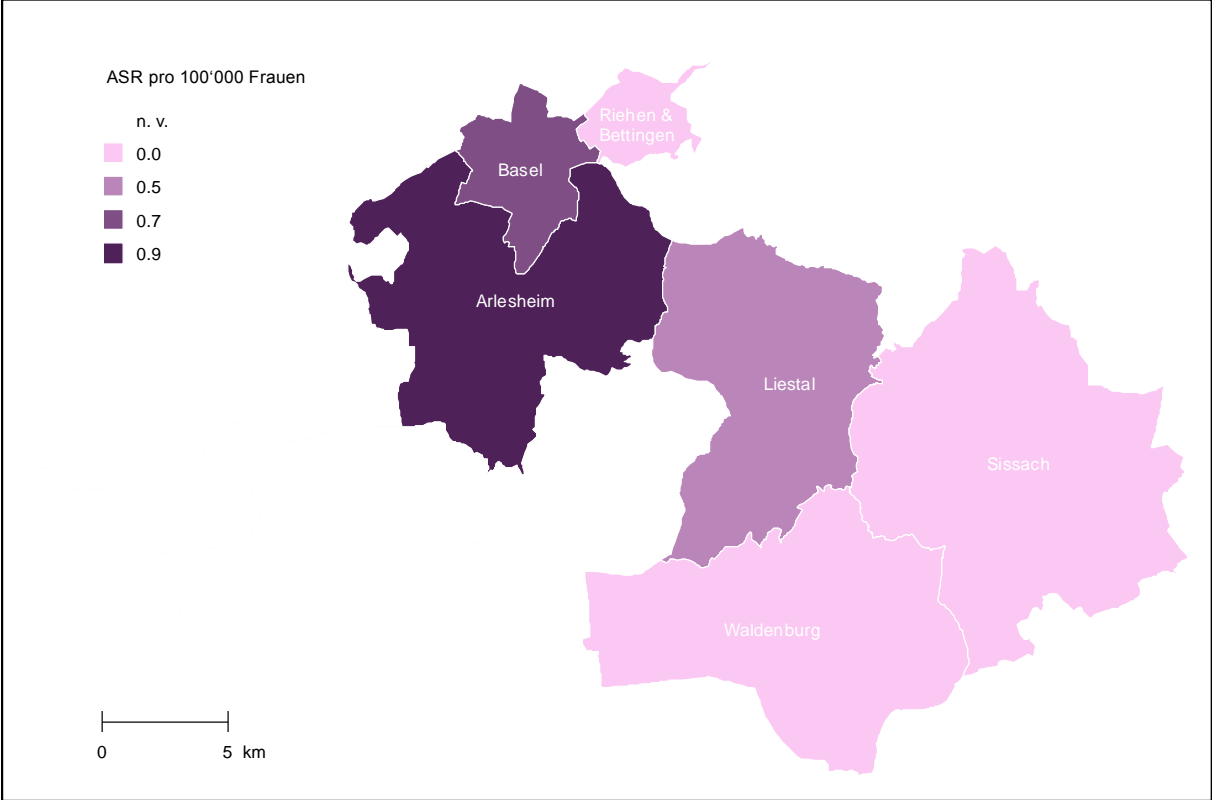 ASR pro 100‘000 Frauen
n. v.
0.0
0.5
0.7
0.9
Riehen &
Bettingen
Basel
Arlesheim
Liestal
Sissach
Waldenburg
0 5 km